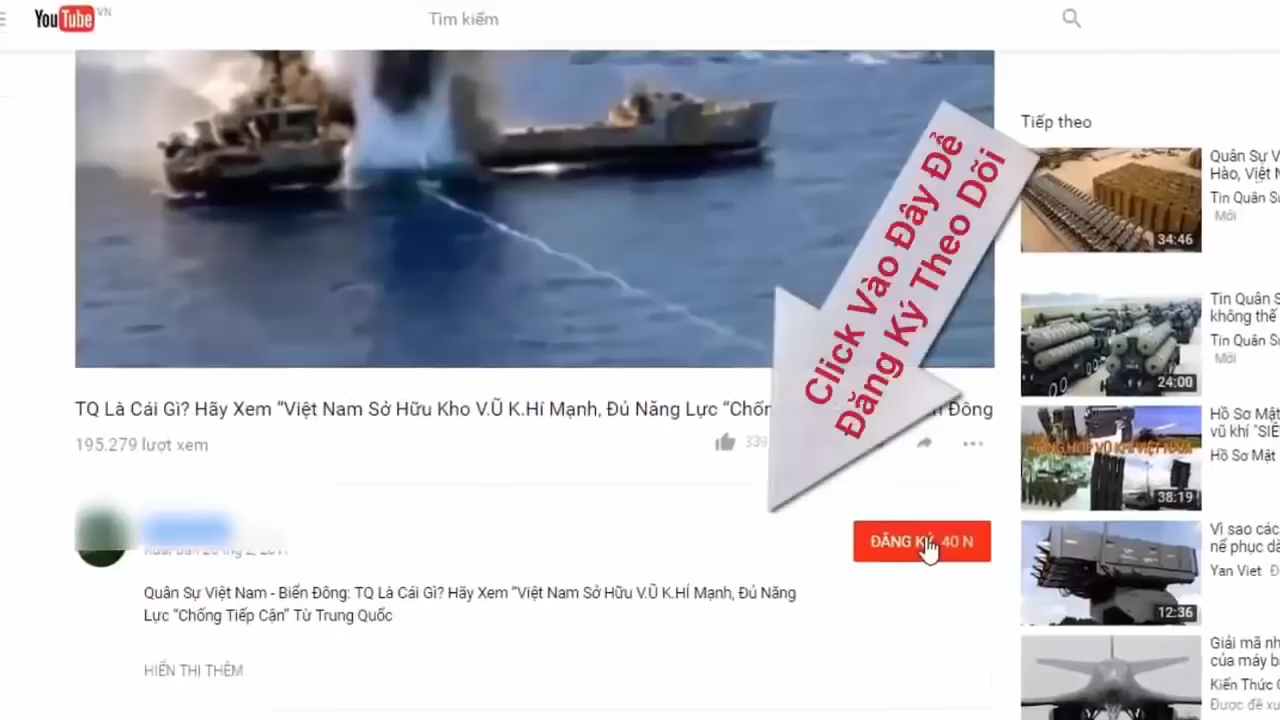 YouTube VN
Tìm kiếm
Click Vào Đây Để
Đăng Ký Theo Dõi
TQ Là Cái Gì? Hãy Xem “Việt Nam Sở Hữu Kho V.Ũ K.Hí Mạnh, Đủ Năng Lực “Chốn
Đông
195.279 lượt xem
339
ĐĂNG KÝ 40 N
Quân Sự Việt Nam - Biển Đông: TQ Là Cái Gì? Hãy Xem “Việt Nam Sở Hữu V.Ũ K.HÍ Mạnh, Đủ Năng
Lực “Chống Tiếp Cận” Từ Trung Quốc
HIỂN THỊ THÊM
Tiếp theo
34:46
Quân Sự V
Hào, Việt N
Tin Quân Sự
Mới
24:00
Tin Quân S
không thể
Tin Quân Sự
Mới
38:19
Hồ Sơ Mật
vũ khí "SIÊ
Hồ Sơ Mật
12:36
Vì sao các
nể phục dà
Yan Viet
Giải mã nh
của máy b
Kiến Thức
Được đề xu